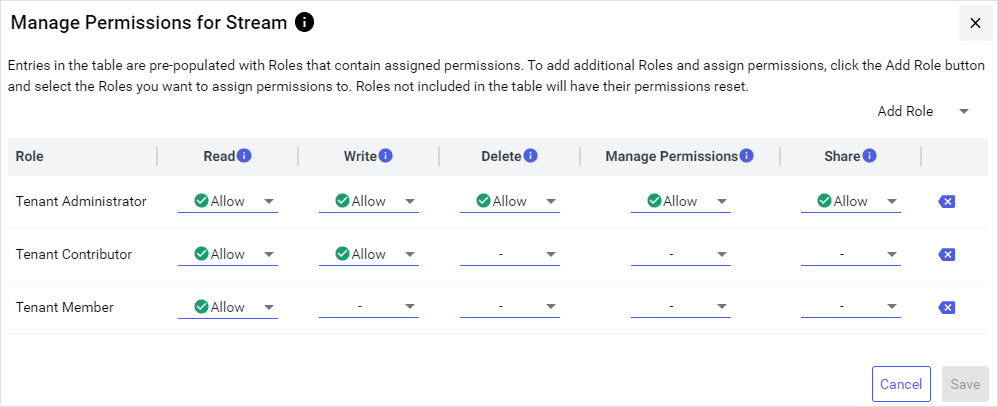 Manage Permissions for Stream
Entries in the table are pre-populated with Roles that contain assigned permissions. To add additional Roles and assign permissions, click the Add Role button
and select the Roles you want to assign permissions to. Roles not included in the table will have their permissions reset.
Add Role
Role Read Write Delete Manage Permissions Share
Tenant Administrator Allow Allow Allow Allow Allow
Tenant Contributor Allow Allow - - -
Tenant Member Allow - - - -
Cancel Save